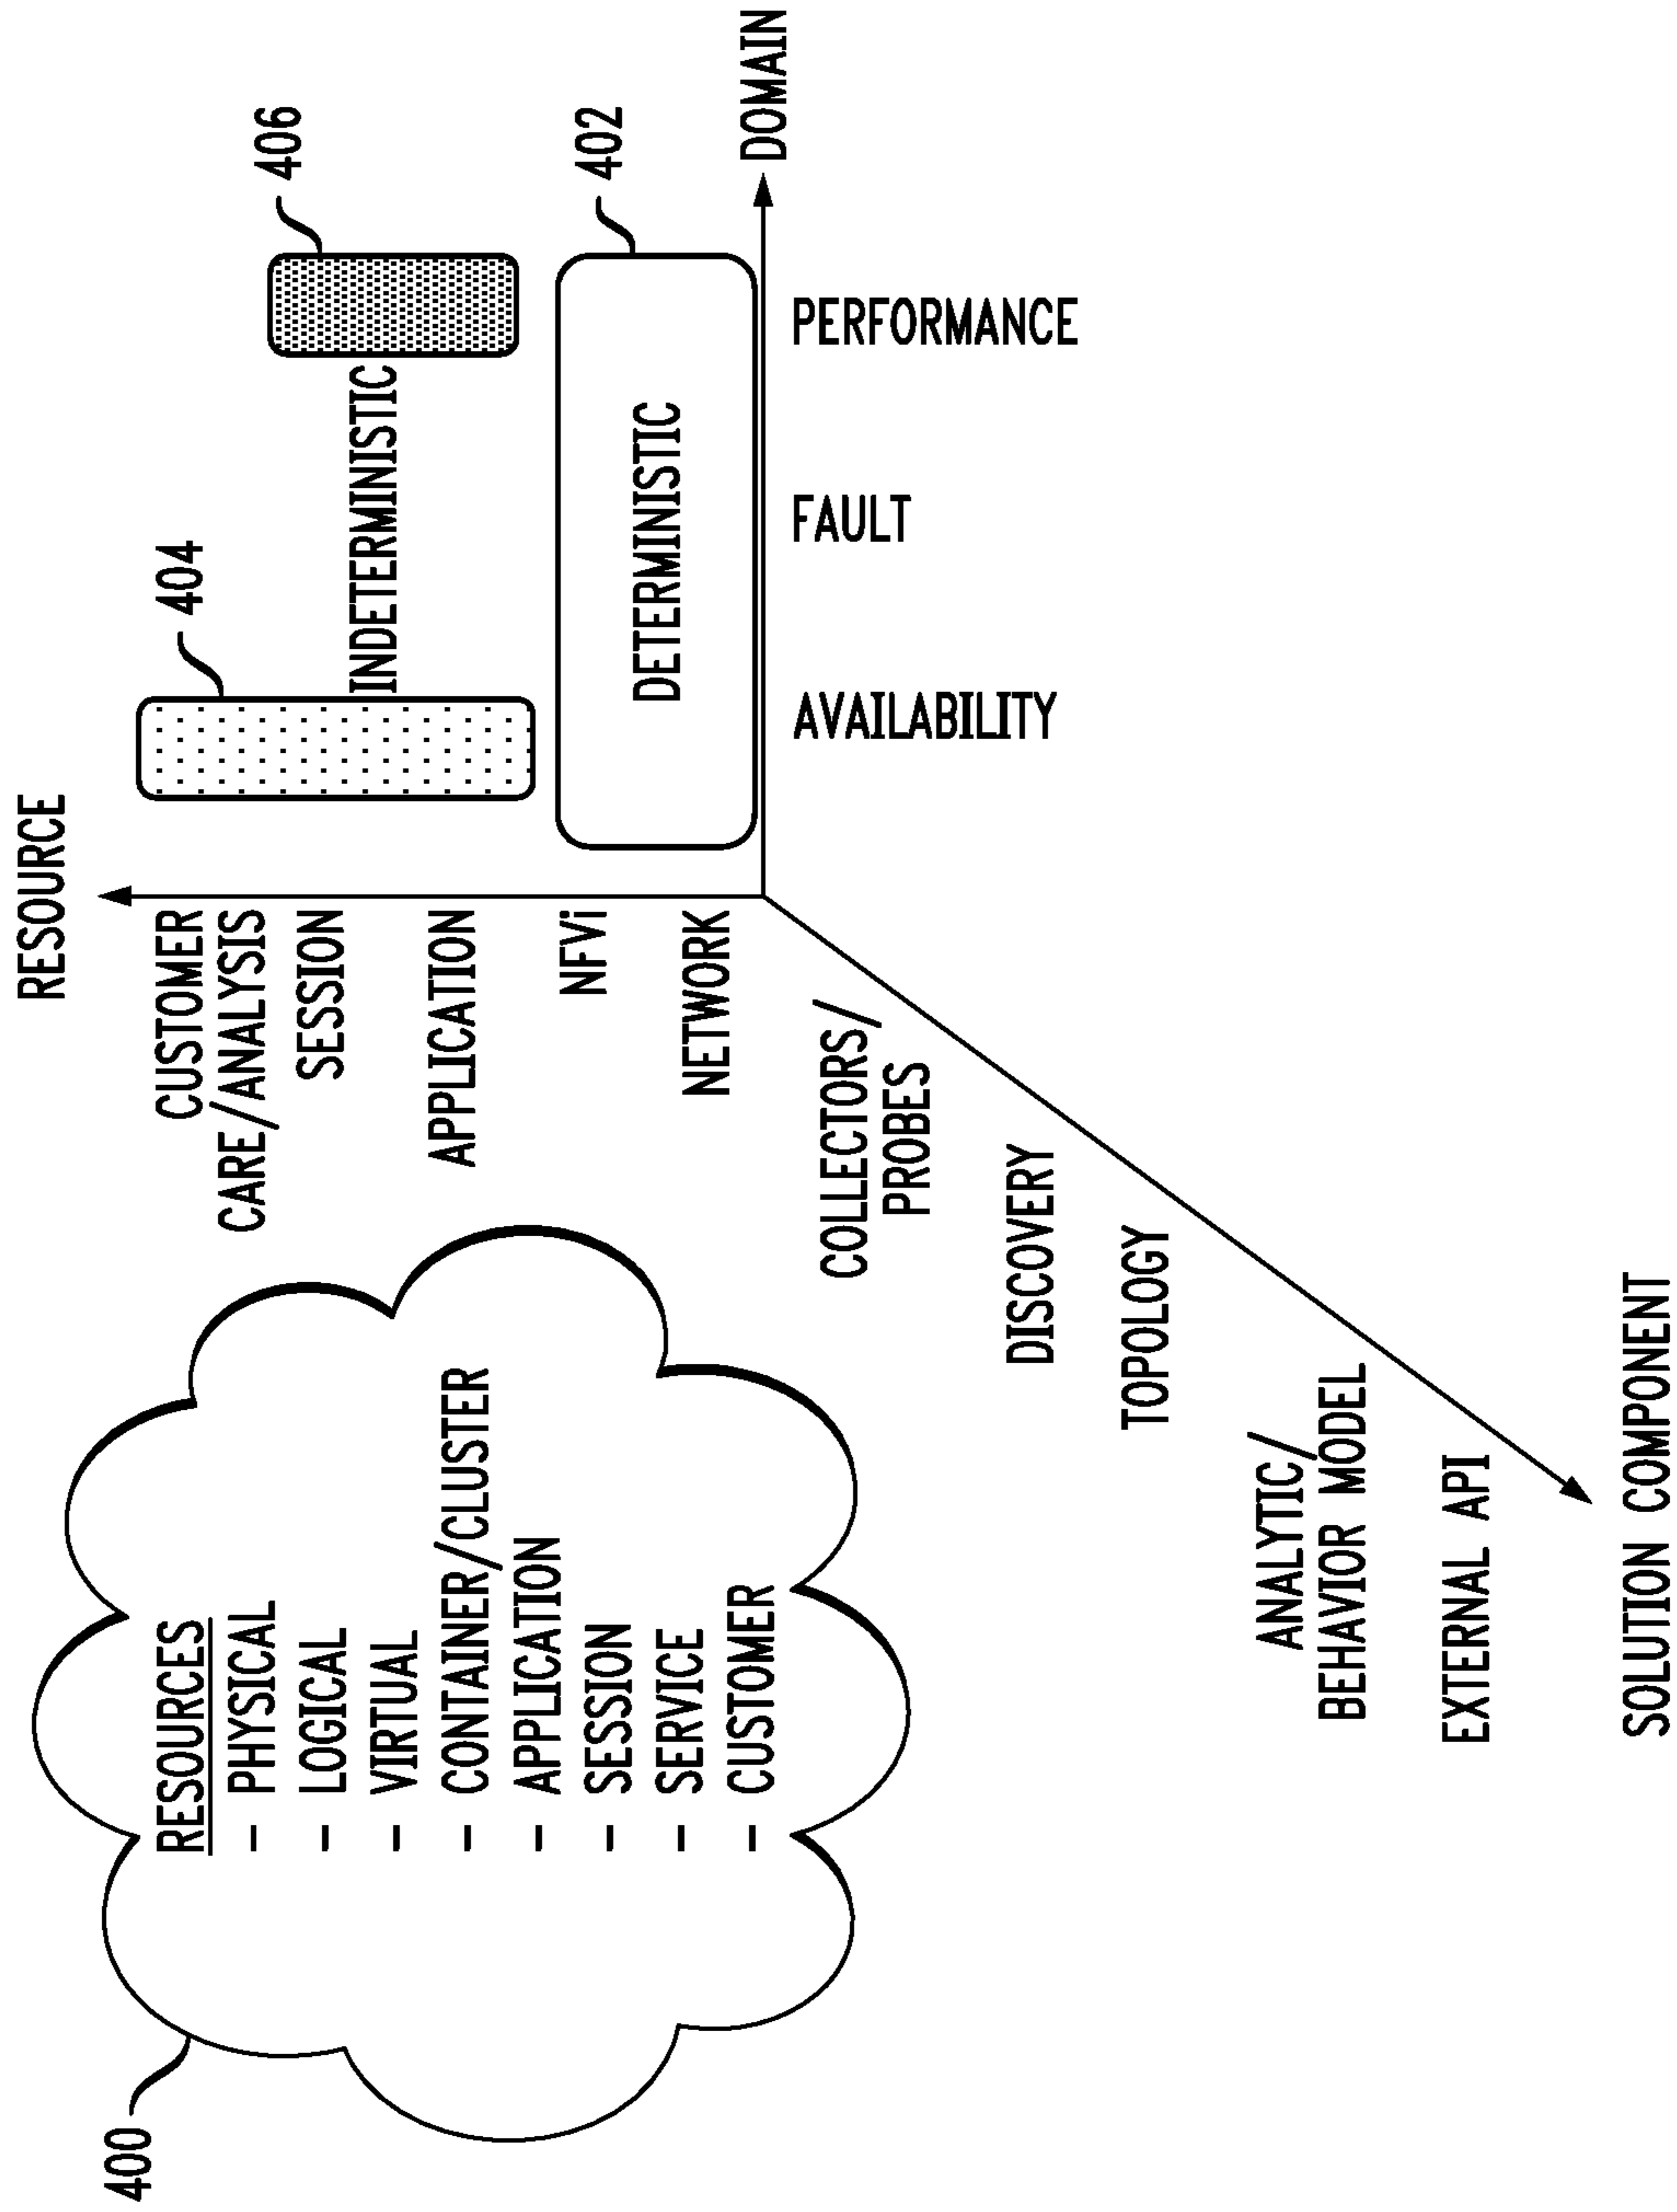 400
RESOURCES
- PHYSICAL
- LOGICAL
- VIRTUAL
- CONTAINER/CLUSTER
- APPLICATION
- SESSION
- SERVICE
- CUSTOMER
RESOURCE
CUSTOMER
CARE/ANALYSIS
SESSION
APPLICATION
NFVi
NETWORK
404
406
INDETERMINISTIC
402
DETERMINISTIC
DOMAIN
AVAILABILITY
FAULT
PERFORMANCE
COLLECTORS/
PROBES
DISCOVERY
TOPOLOGY
ANALYTIC/
BEHAVIOR MODEL
EXTERNAL API
SOLUTION COMPONENT